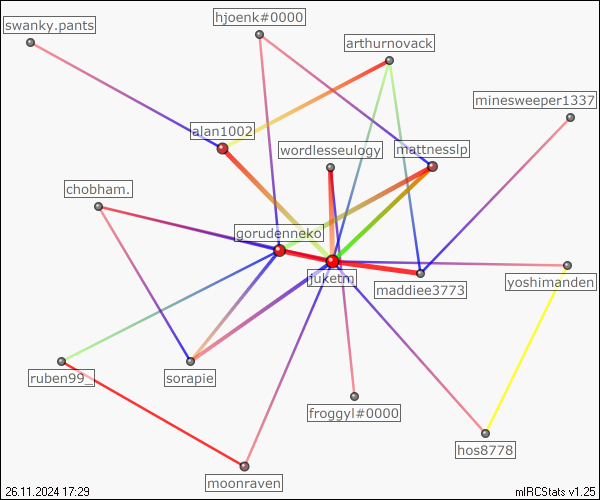 hjoenk#0000
swanky.pants
arthurnovack
minesweeper1337
alan1002
wordlesseulogy
mattnesslp
chobham.
gorudenneko
juketm
maddiee3773
yoshimanden
ruben99_
sorapie
froggyl#0000
hos8778
moonraven
26.11.2024 17:29
mIRCStats v1.25